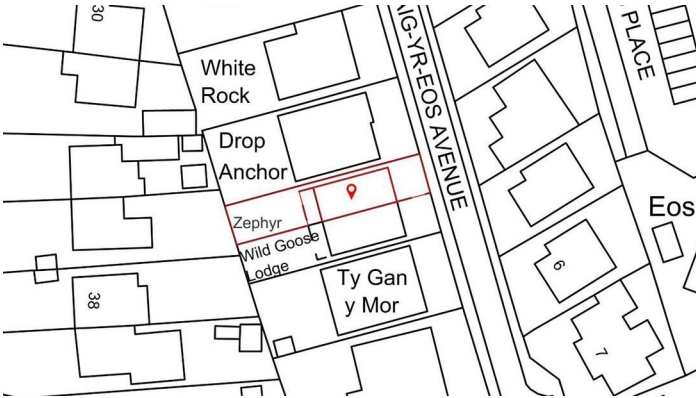 30
White
Rock
Drop
Anchor
Zephyr
Wild Goose
Lodge
Ty Gan
y Mor
AIG-YR-EOS AVENUE
PLACE
Eos
38
6
7